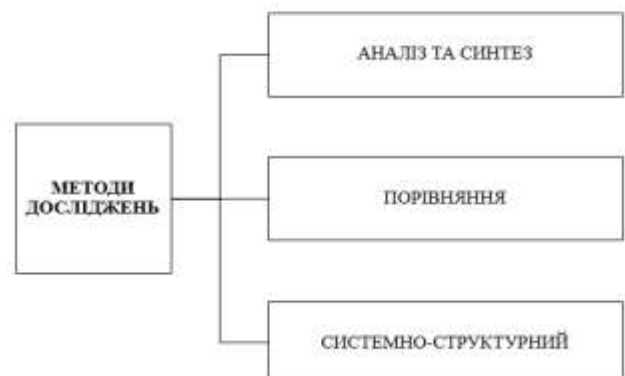 АНАЛІЗ ТА СИНТЕЗ
МЕТОДИ
ДОСЛІДЖЕНЬ
ПОРІВНЯННЯ
СИСТЕМНО-СТРУКТУРНИЙ